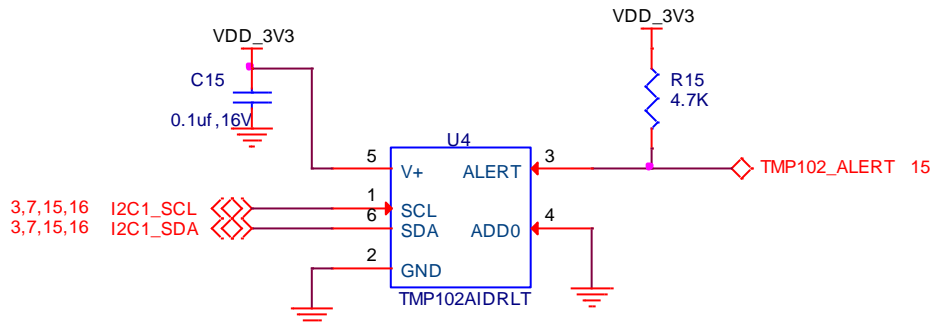 VDD_3V3
VDD_3V3
C15
0.1uf,16V
R15
4.7K
U4
5
V+
ALERT
3
TMP102_ALERT 15
3,7,15,16 I2C1_SCL
1
SCL
3,7,15,16 I2C1_SDA
6
SDA
ADD0
4
2
GND
TMP102AIDRLT